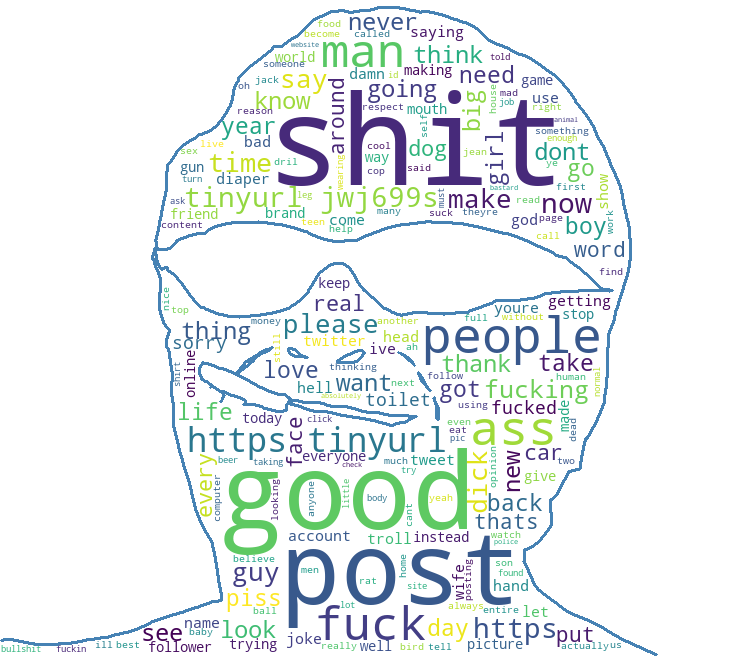 food never saying
become called
website man think
world told
someone damn id making need game
oh jack say going mad job use
reason know around respect mouth big house right
year shit self enough animal
bad cool dog girl something dont
sex live time way jean ye go
gun dril cop said first show
turn diaper wearing bastard
ask tinyurl jwj699s leg must make read now work
friend brand teen come many suck theyre god page boy
content help call word
find
nice keep
top real getting
money another full youre without stop
thing please people
sorry still twitter head
ive ah thank take
shirt online love thinking follow human normal
hell want next got fucking
absolutely toilet using fucked made
life today click ass even dead
https tinyurl face eat pic
beer taking everyone much tweet opinion new car two
every check try dick give
computer looking good anyone little body cant yeah back
thats
account troll instead watch police
believe post home wife son
guy men rat posting found hand
piss site
ball lot fuck always entire let
name look day https put
see baby joke really well picture
bullshit fuckin ill best follower trying bird tell actually us